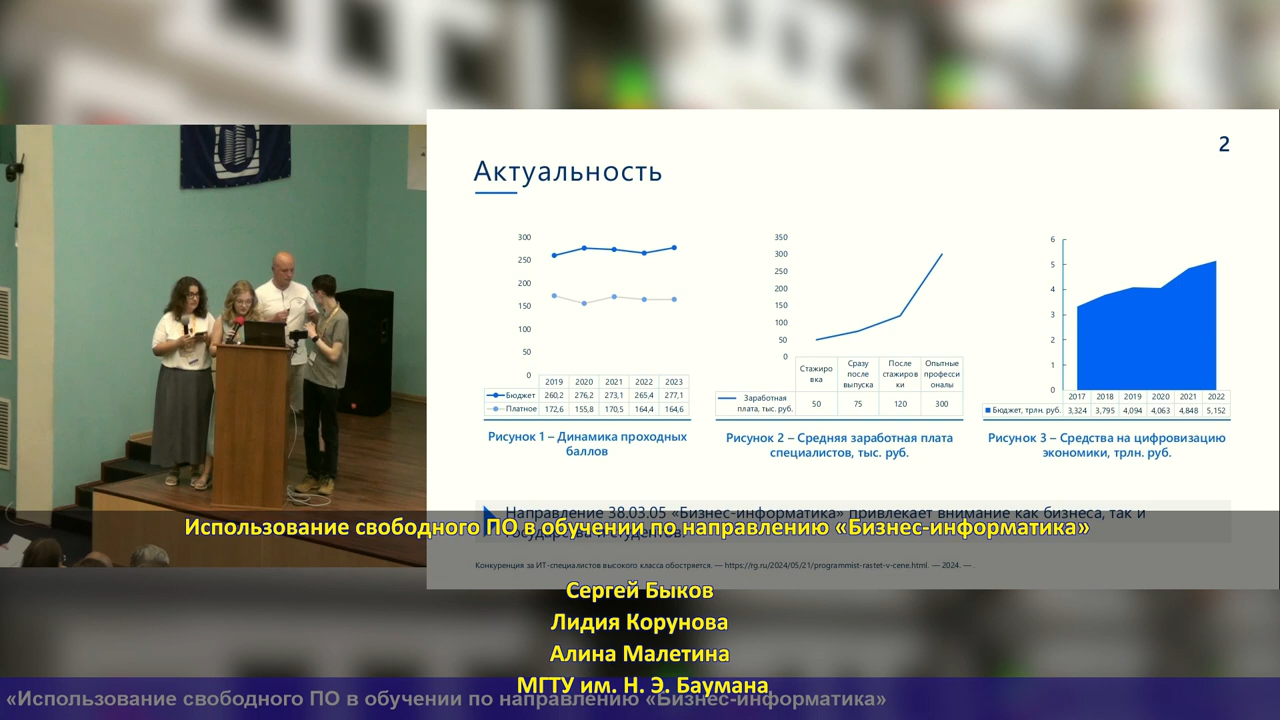 2
Актуальность
300
250
200
150
100
50
0
2019 2020 2021 2022 2023
Бюджет 260,2 276,2 273,1 265,4 277,1
Платное 172,6 155,8 170,5 164,4 164,6
Рисунок 1 – Динамика проходных
баллов
350
300
250
200
150
100
50
0
Стажиро
вка
Сразу
после
выпуска
После
стажиров
ки
Опытные
професси
оналы
Заработная
плата, тыс. руб.
50 75 120 300
Рисунок 2 – Средняя заработная плата
специалистов, тыс. руб.
6
5
4
3
2
1
0
2017 2018 2019 2020 2021 2022
Бюджет, трлн. руб. 3,324 3,795 4,094 4,063 4,848 5,152
Рисунок 3 – Средства на цифровизацию
экономики, трлн. руб.
Направление 38.03.05 «Бизнес-информатика» привлекает внимание как бизнеса, так и
Использование свободного ПО в обучении по направлению «Бизнес-информатика»
Конкуренция за ИТ-специалистов высокого класса обостряется. — https://rg.ru/2024/05/21/programmist-rastet-v-cene.html. — 2024. — .
Сергей Быков
Лидия Корунова
Алина Малетина
МГТУ им. Н. Э. Баумана
«Использование свободного ПО в обучении по направлению «Бизнес-информатика»